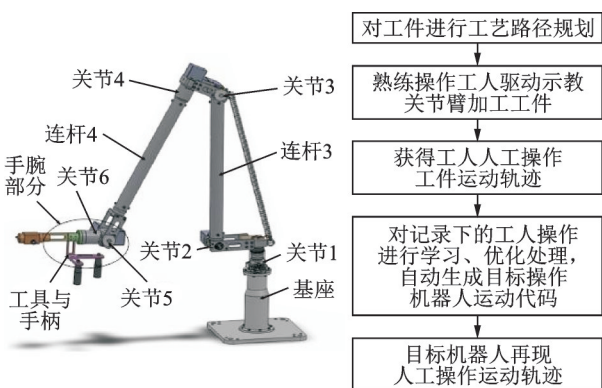 关节4
关节3
连杆4
连杆3
手腕
部分
关节6
关节2
关节1
关节5
基座
工具与
手柄
对工件进行工艺路径规划
熟练操作工人驱动示教
关节臂加工工件
获得工人人工操作
工件运动轨迹
对记录下的工人操作
进行学习、优化处理,
自动生成目标操作
机器人运动代码
目标机器人再现
人工操作运动轨迹